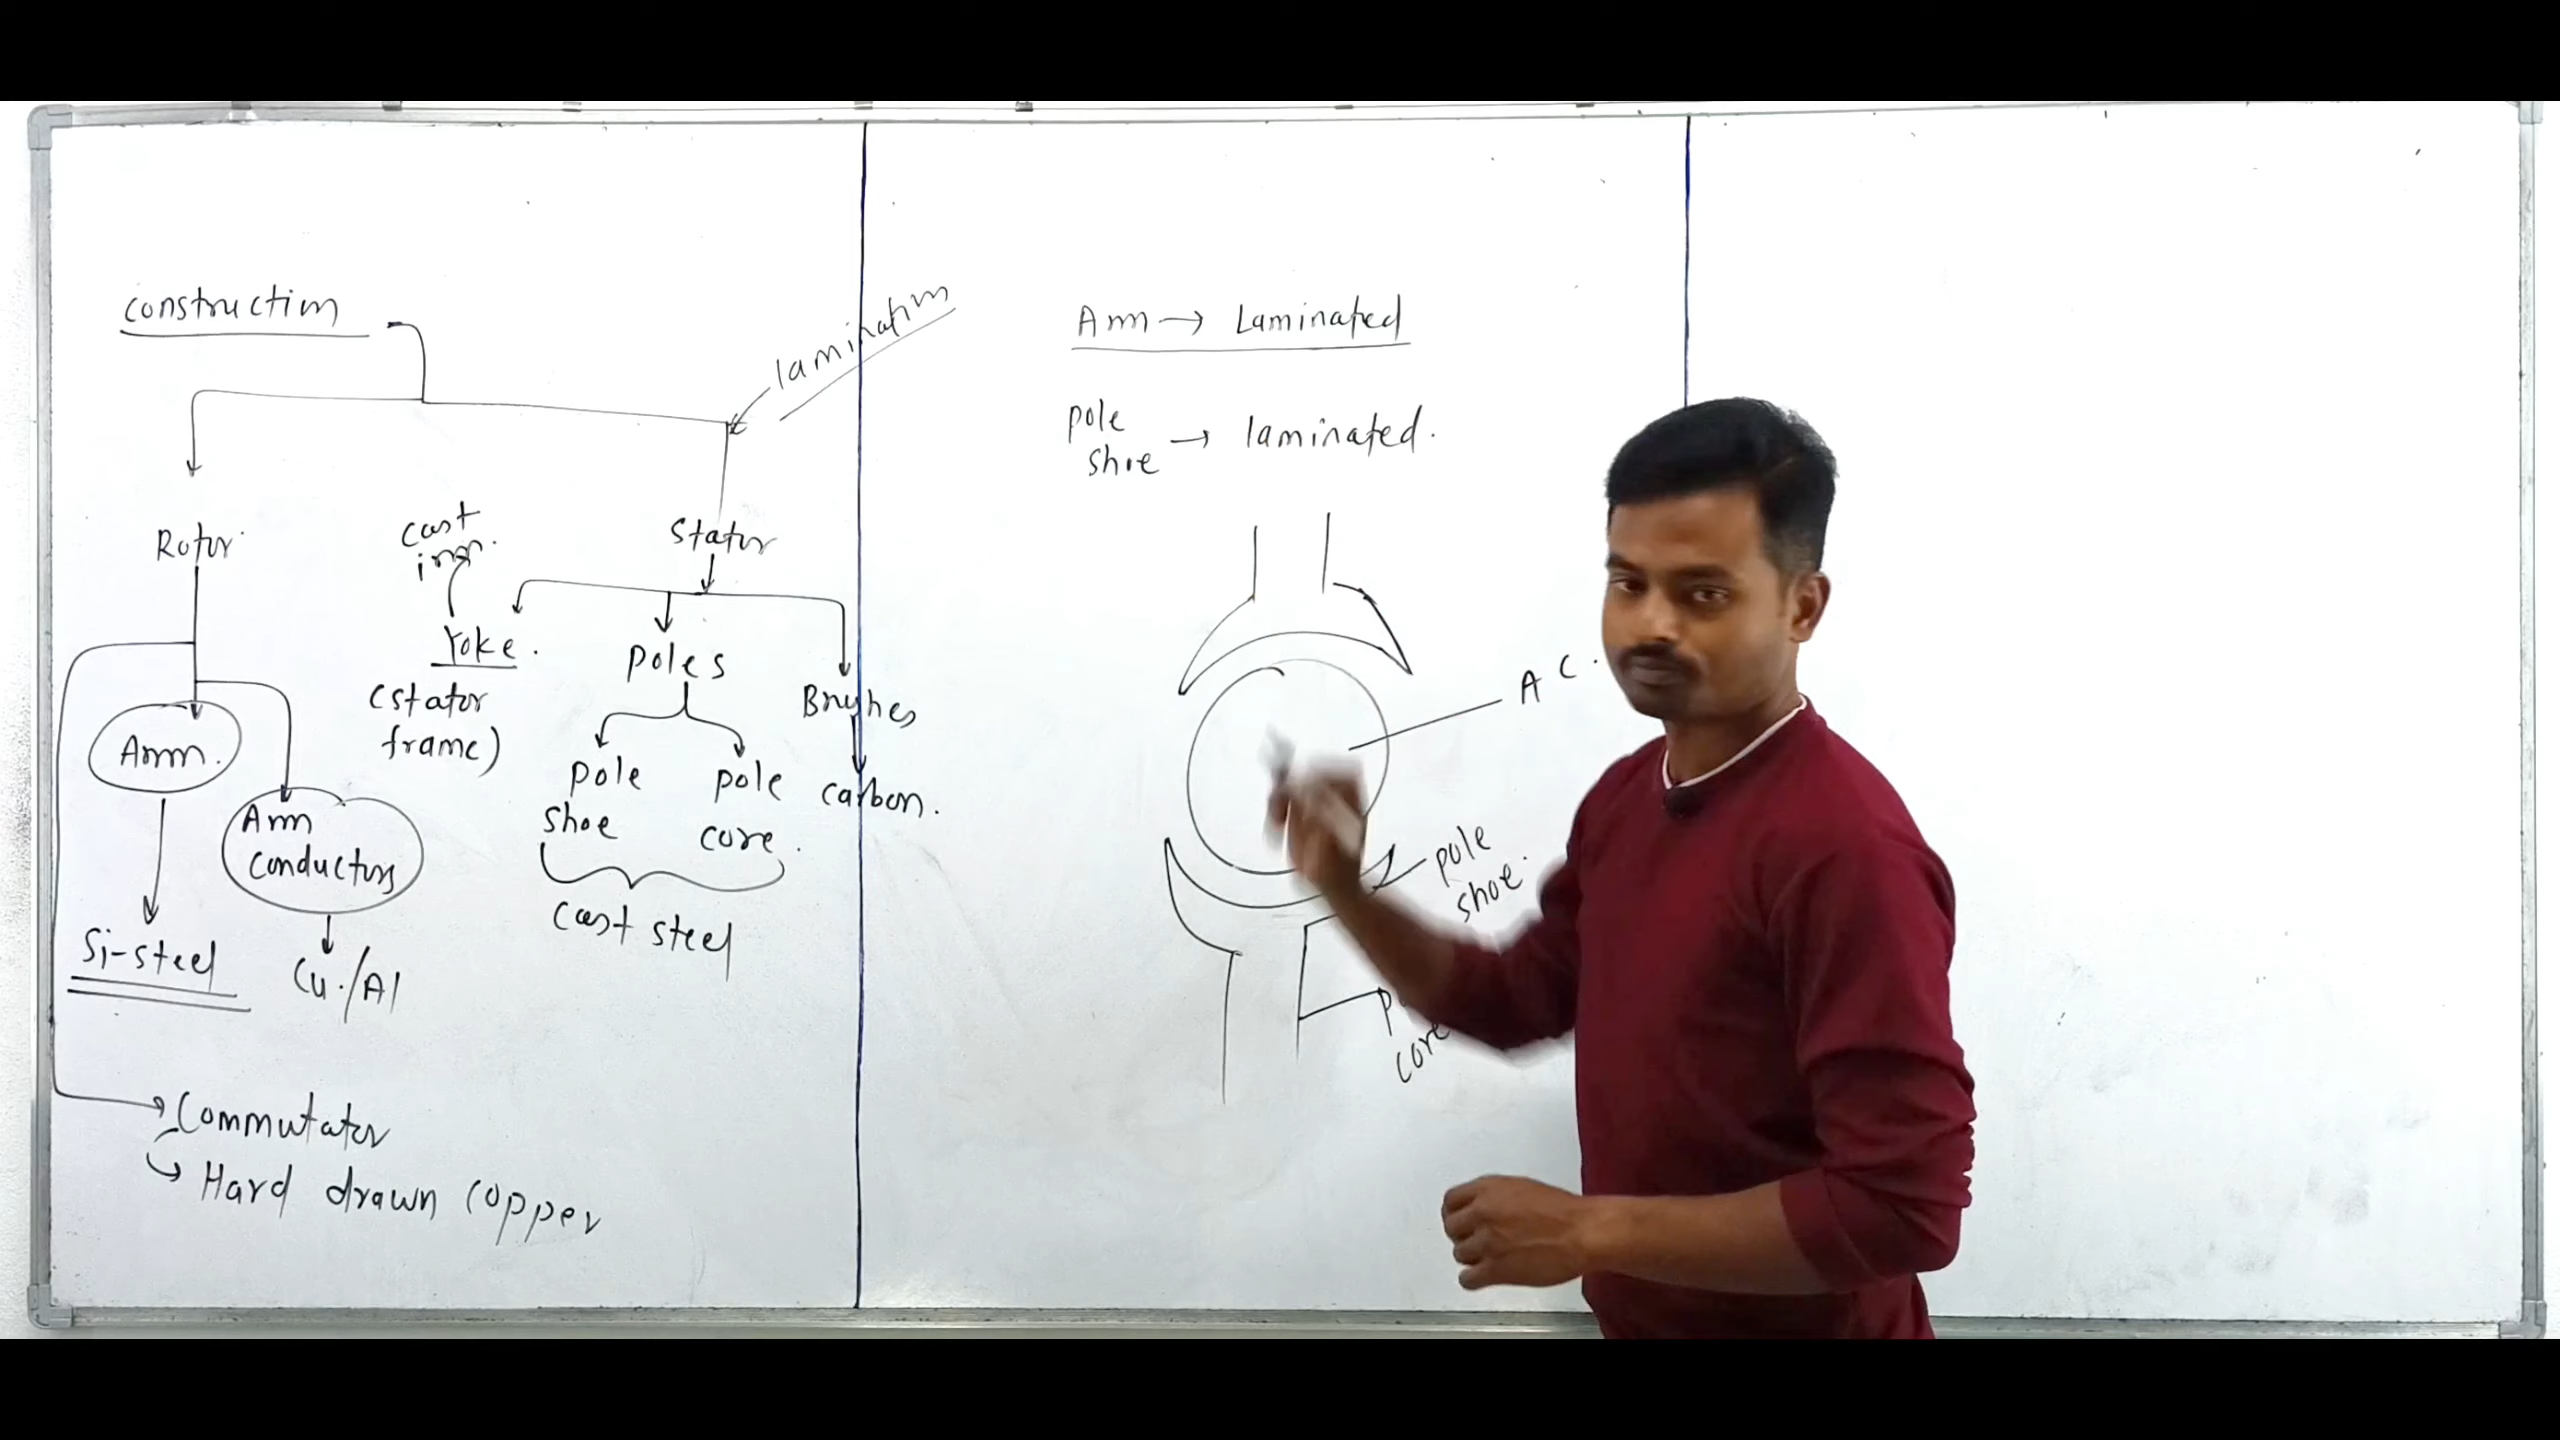 construction
lamination
Rotor
cast
iron.
Stator
Yoke.
(stator
frame)
poles
Brushes
carbon.
pole
shoe
pole
core.
cast steel
Arm.
Arm
conductors
Si-steel
Cu./Al
Commutator
Hard drawn copper
Arm → Laminated
pole
shoe → laminated.
AC.
pole
shoe.
core